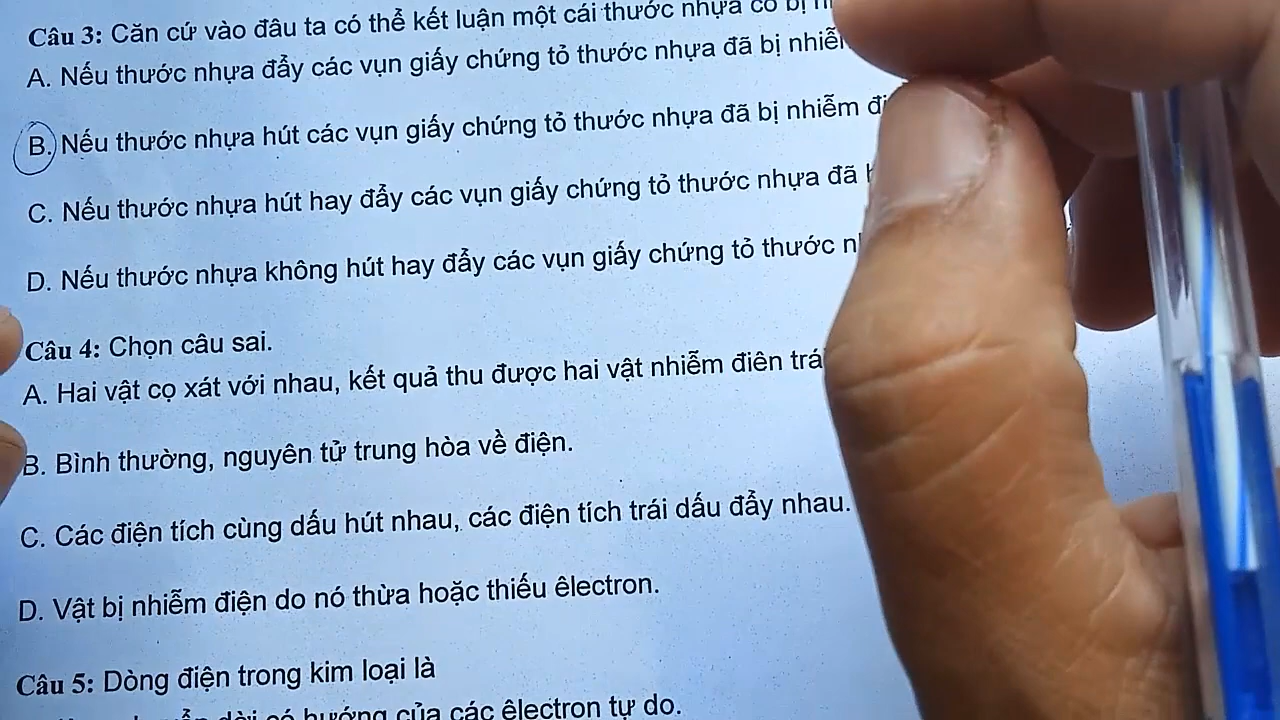 Câu 3: Căn cứ vào đâu ta có thể kết luận một cái thước nhựa có bị
A. Nếu thước nhựa đẩy các vụn giấy chứng tỏ thước nhựa đã bị
B. Nếu thước nhựa hút các vụn giấy chứng tỏ thước nhựa đã bị nhiễm
C. Nếu thước nhựa hút hay đẩy các vụn giấy chứng tỏ thước nhựa đã
D. Nếu thước nhựa không hút hay đẩy các vụn giấy chứng tỏ thước
Câu 4: Chọn câu sai.
A. Hai vật cọ xát với nhau, kết quả thu được hai vật nhiễm điên
B. Bình thường, nguyên tử trung hòa về điện.
C. Các điện tích cùng dấu hút nhau, các điện tích trái dấu đẩy nhau.
D. Vật bị nhiễm điện do nó thừa hoặc thiếu êlectron.
Câu 5: Dòng điện trong kim loại là
dời có hướng của các êlectron tự do.